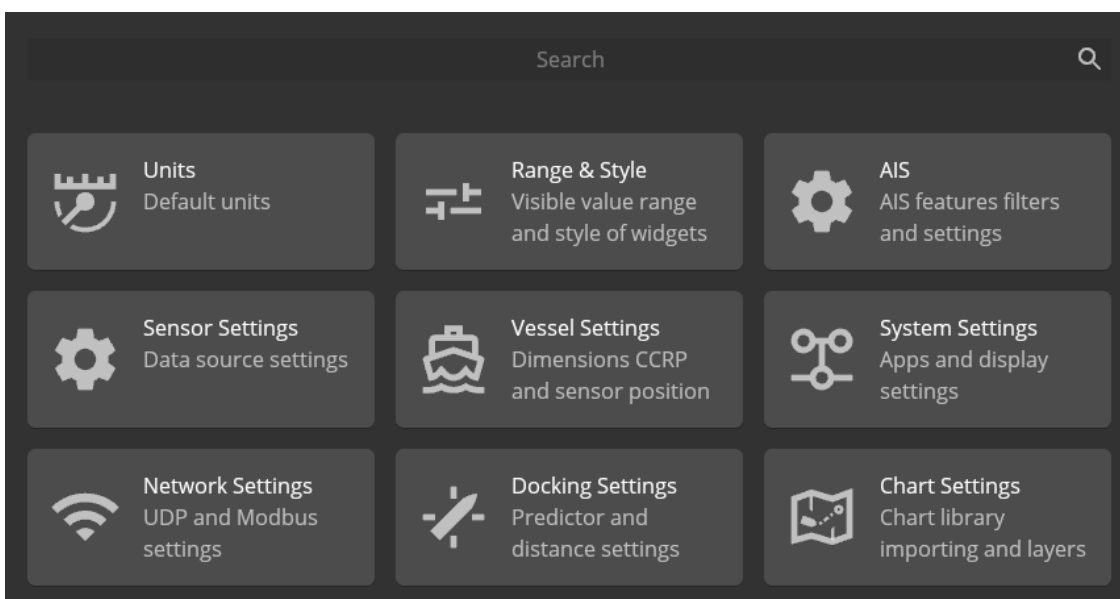 Search
Units
Default units
Range & Style
Visible value range
and style of widgets
AIS
AIS features filters
and settings
Sensor Settings
Data source settings
Vessel Settings
Dimensions CCRP
and sensor position
System Settings
Apps and display
settings
Network Settings
UDP and Modbus
settings
Docking Settings
Predictor and
distance settings
Chart Settings
Chart library
importing and layers